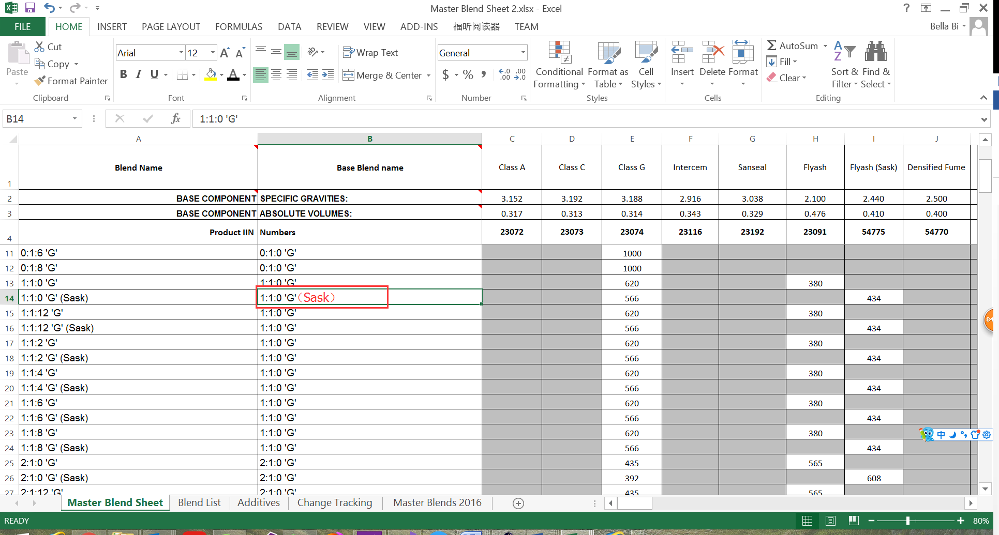 Master Blend Sheet 2.xlsx - Excel
FILE HOME INSERT PAGE LAYOUT FORMULAS DATA REVIEW VIEW ADD-INS 福昕阅读器 TEAM Bella Bi
Paste
Cut
Copy
Format Painter
Clipboard
Arial 12
B I U
Font
Wrap Text
Merge & Center
Alignment
General
$ % ,
Number
Conditional Formatting
Format as Table
Cell Styles
Styles
Insert Delete Format
Cells
AutoSum
Fill
Clear
Sort & Filter
Find & Select
Editing
B14 fx 1:1:0 'G'
A B C D E F G H I J
1 Blend Name Base Blend name Class A Class C Class G Intercem Sanseal Flyash Flyash (Sask) Densified Fume
2 BASE COMPONENT SPECIFIC GRAVITIES: 3.152 3.192 3.188 2.916 3.038 2.100 2.440 2.500
3 BASE COMPONENT ABSOLUTE VOLUMES: 0.317 0.313 0.314 0.343 0.329 0.476 0.410 0.400
4 Product IIN Numbers 23072 23073 23074 23116 23192 23091 54775 54770
11 0:1:6 'G' 0:1:0 'G' 1000
12 0:1:8 'G' 0:1:0 'G' 1000
13 1:1:0 'G' 1:1:0 'G' 620 380
14 1:1:0 'G' (Sask) 1:1:0 'G'（Sask） 566 434
15 1:1:12 'G' 1:1:0 'G' 620 380
16 1:1:12 'G' (Sask) 1:1:0 'G' 566 434
17 1:1:2 'G' 1:1:0 'G' 620 380
18 1:1:2 'G' (Sask) 1:1:0 'G' 566 434
19 1:1:4 'G' 1:1:0 'G' 620 380
20 1:1:4 'G' (Sask) 1:1:0 'G' 566 434
21 1:1:6 'G' 1:1:0 'G' 620 380
22 1:1:6 'G' (Sask) 1:1:0 'G' 566 434
23 1:1:8 'G' 1:1:0 'G' 620 380
24 1:1:8 'G' (Sask) 1:1:0 'G' 566 434
25 2:1:0 'G' 2:1:0 'G' 435 565
26 2:1:0 'G' (Sask) 2:1:0 'G' 392 608
27 2:1:12 'G' 2:1:0 'G' 435 565
84
中
Master Blend Sheet Blend List Additives Change Tracking Master Blends 2016
READY 80%